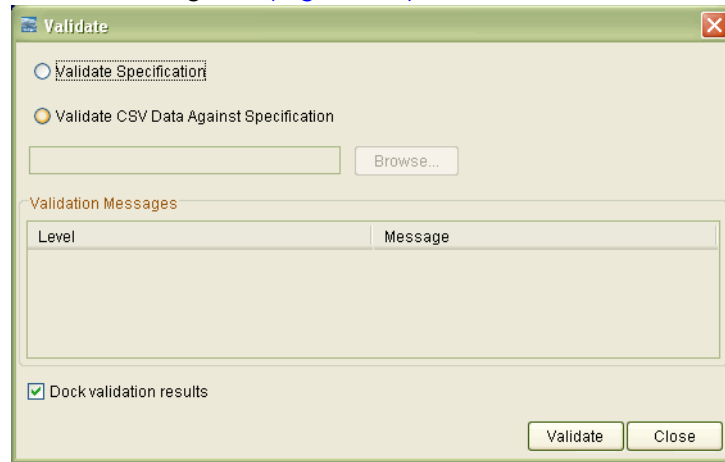 Validate
Validate Specification
Validate CSV Data Against Specification
Browse...
Validation Messages
Level Message
Dock validation results
Validate Close